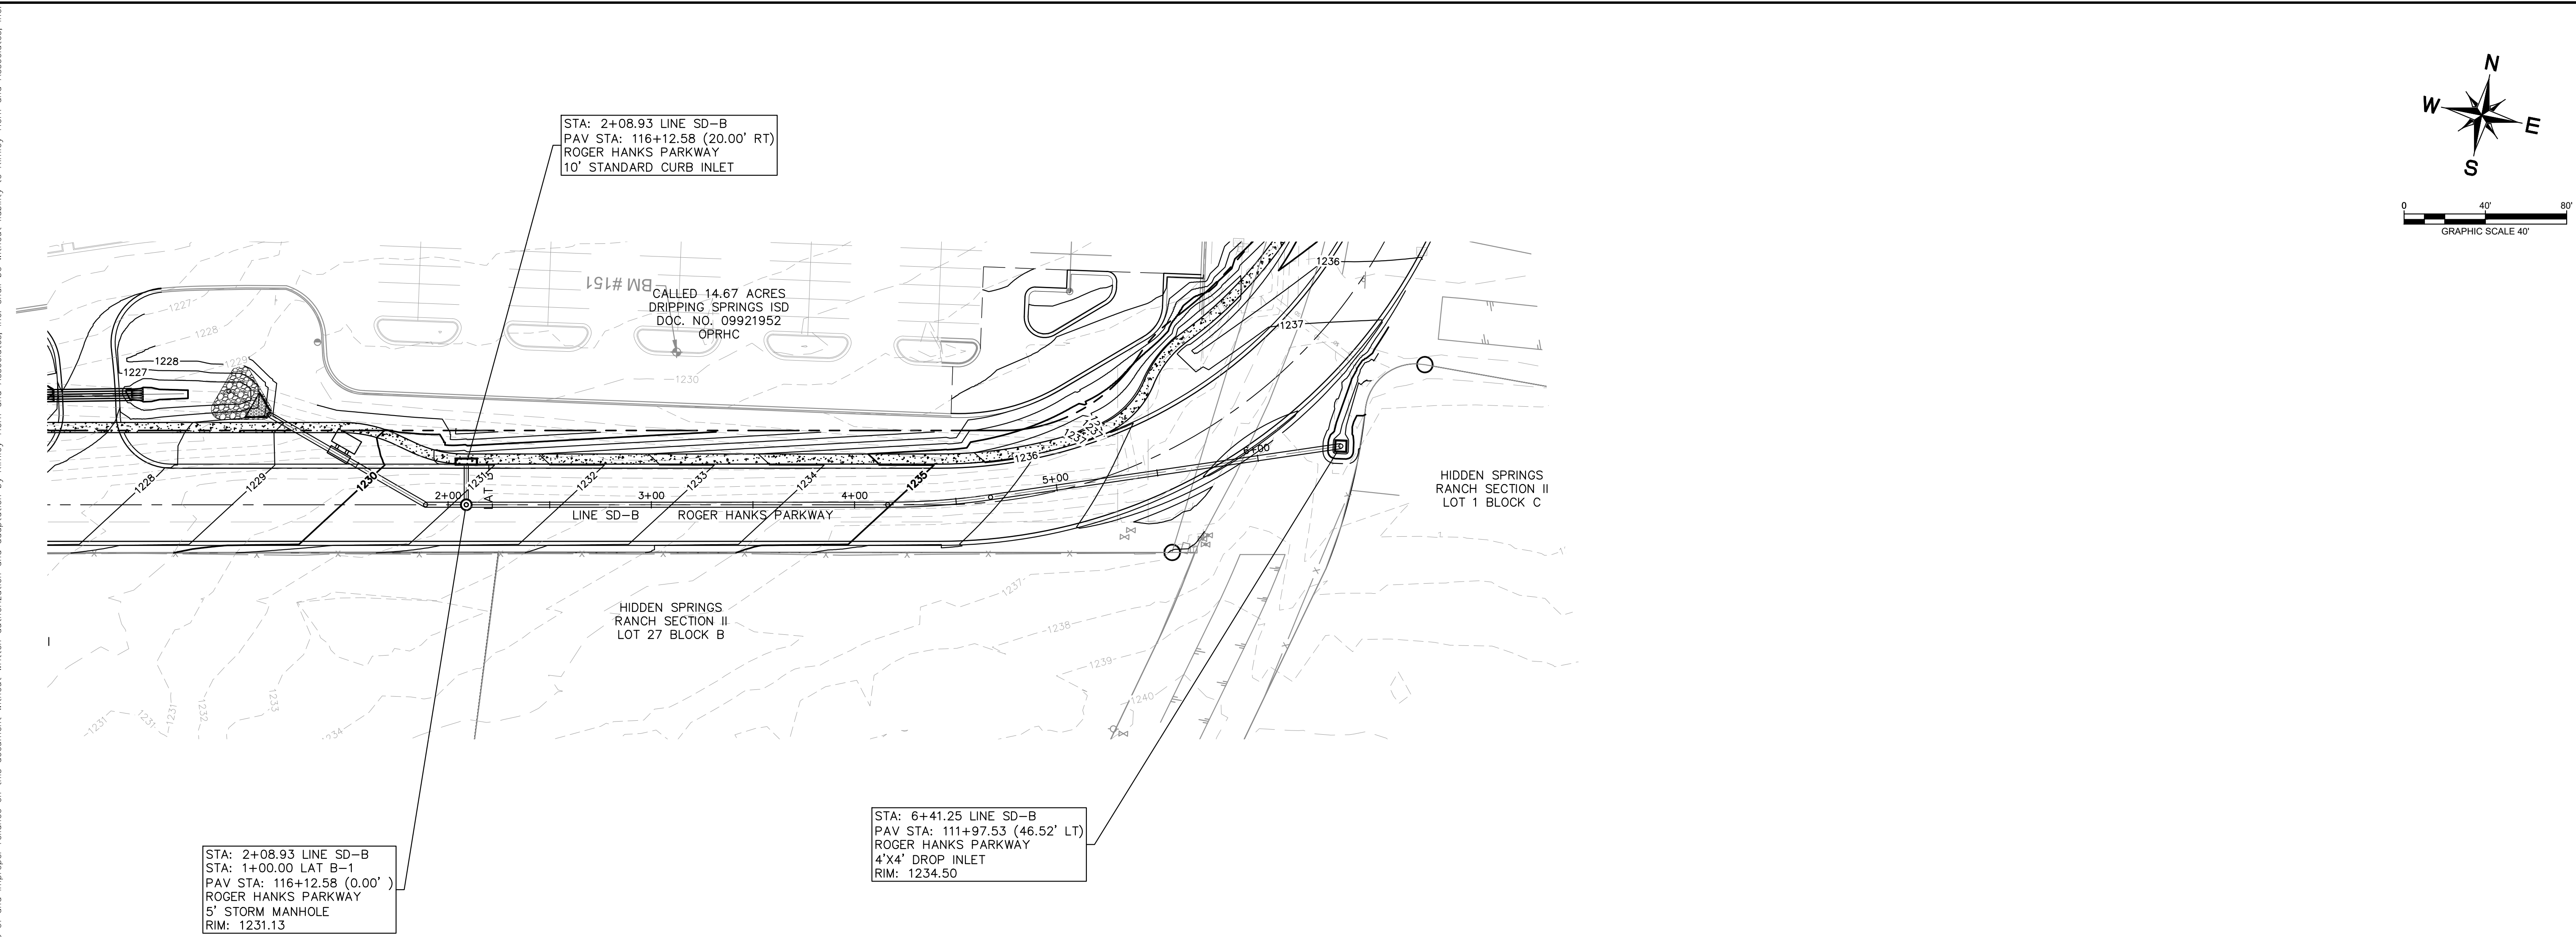 N
W
E
S
0 40' 80'
GRAPHIC SCALE 40'
STA: 2+08.93 LINE SD-B
PAV STA: 116+12.58 (20.00' RT)
ROGER HANKS PARKWAY
10' STANDARD CURB INLET
BM #151
CALLED 14.67 ACRES
DRIPPING SPRINGS ISD
DOC. NO. 09921952
OPRHC
1227
1228
1229
1228
1227
1230
1236
1237
1236
1228
1229
1230
1231
1232
1233
1234
1235
2+00
3+00
4+00
5+00
6+00
LINE SD-B
ROGER HANKS PARKWAY
HIDDEN SPRINGS
RANCH SECTION II
LOT 1 BLOCK C
HIDDEN SPRINGS
RANCH SECTION II
LOT 27 BLOCK B
1237
1238
1239
1240
1231
1231
1231
1232
1233
1234
STA: 6+41.25 LINE SD-B
PAV STA: 111+97.53 (46.52' LT)
ROGER HANKS PARKWAY
4'X4' DROP INLET
RIM: 1234.50
STA: 2+08.93 LINE SD-B
STA: 1+00.00 LAT B-1
PAV STA: 116+12.58 (0.00' )
ROGER HANKS PARKWAY
5' STORM MANHOLE
RIM: 1231.13